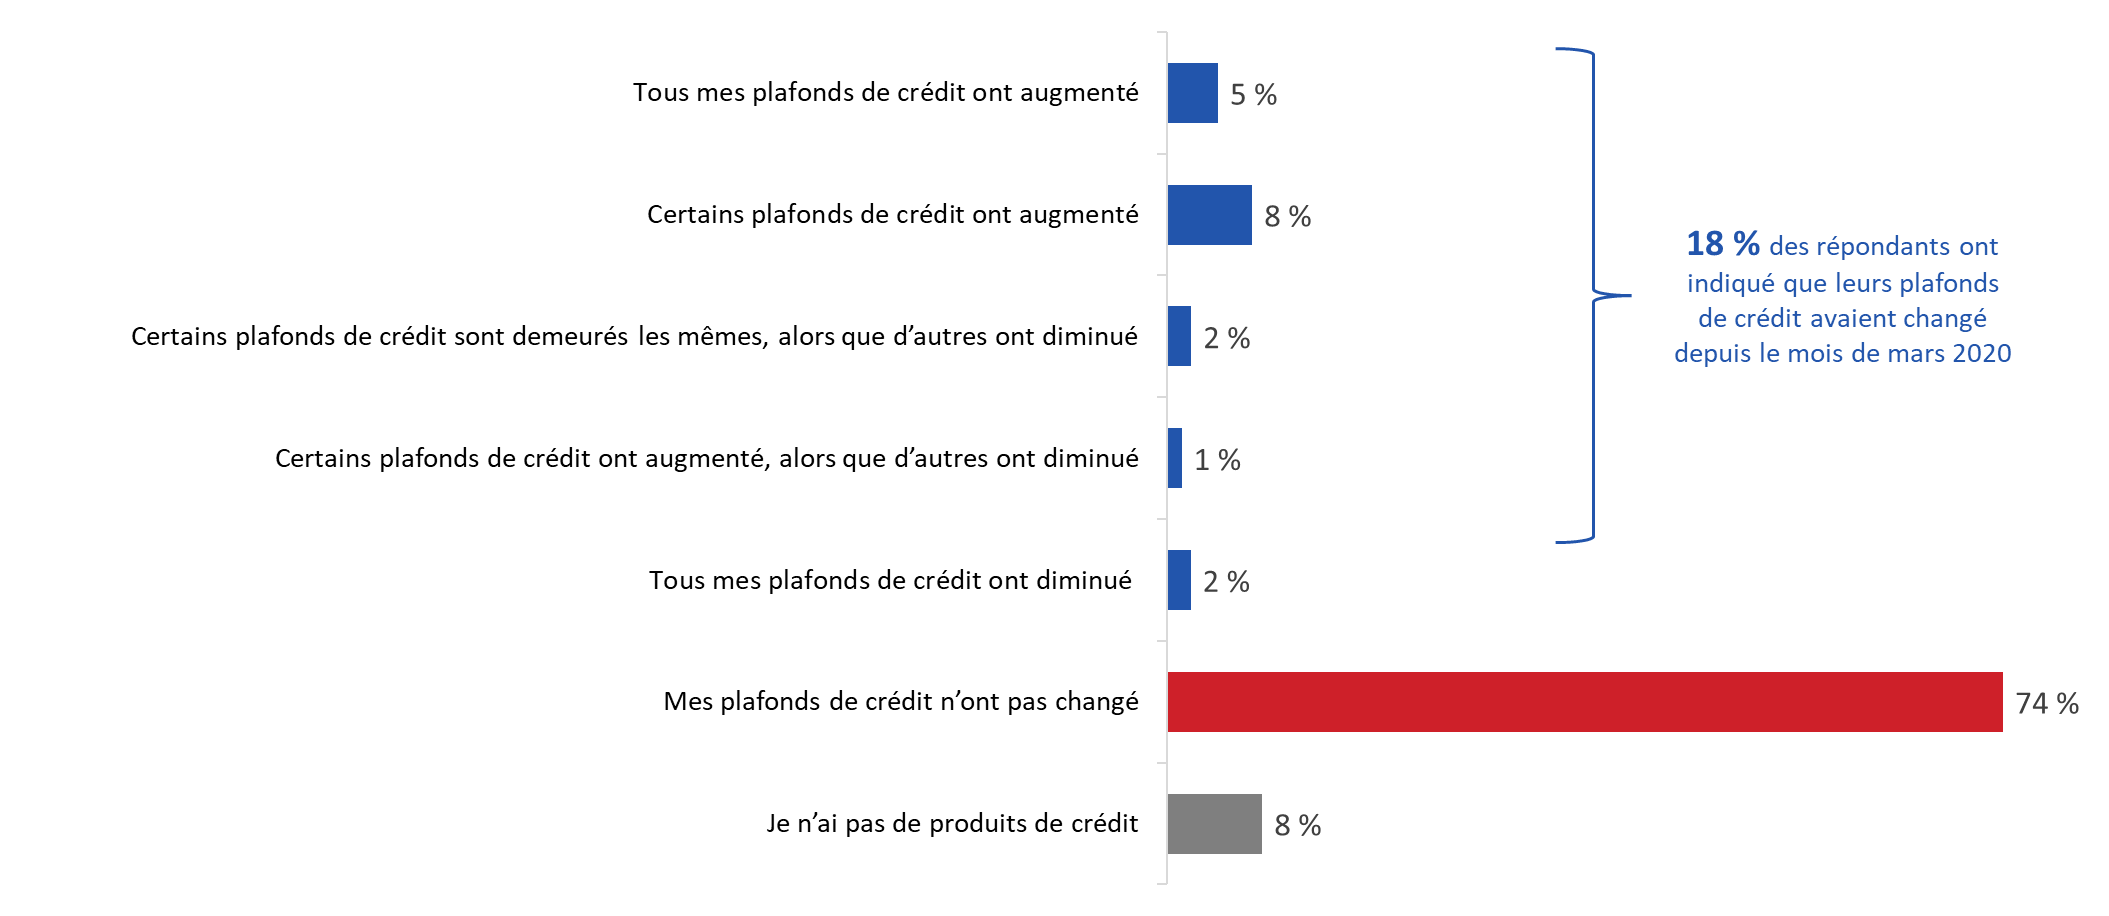 Tous mes plafonds de crédit ont augmenté
5 %
Certains plafonds de crédit ont augmenté
8 %
Certains plafonds de crédit sont demeurés les mêmes, alors que d’autres ont diminué
2 %
Certains plafonds de crédit ont augmenté, alors que d’autres ont diminué
1 %
Tous mes plafonds de crédit ont diminué
2 %
Mes plafonds de crédit n’ont pas changé
74 %
Je n’ai pas de produits de crédit
8 %
18 % des répondants ont
indiqué que leurs plafonds
de crédit avaient changé
depuis le mois de mars 2020